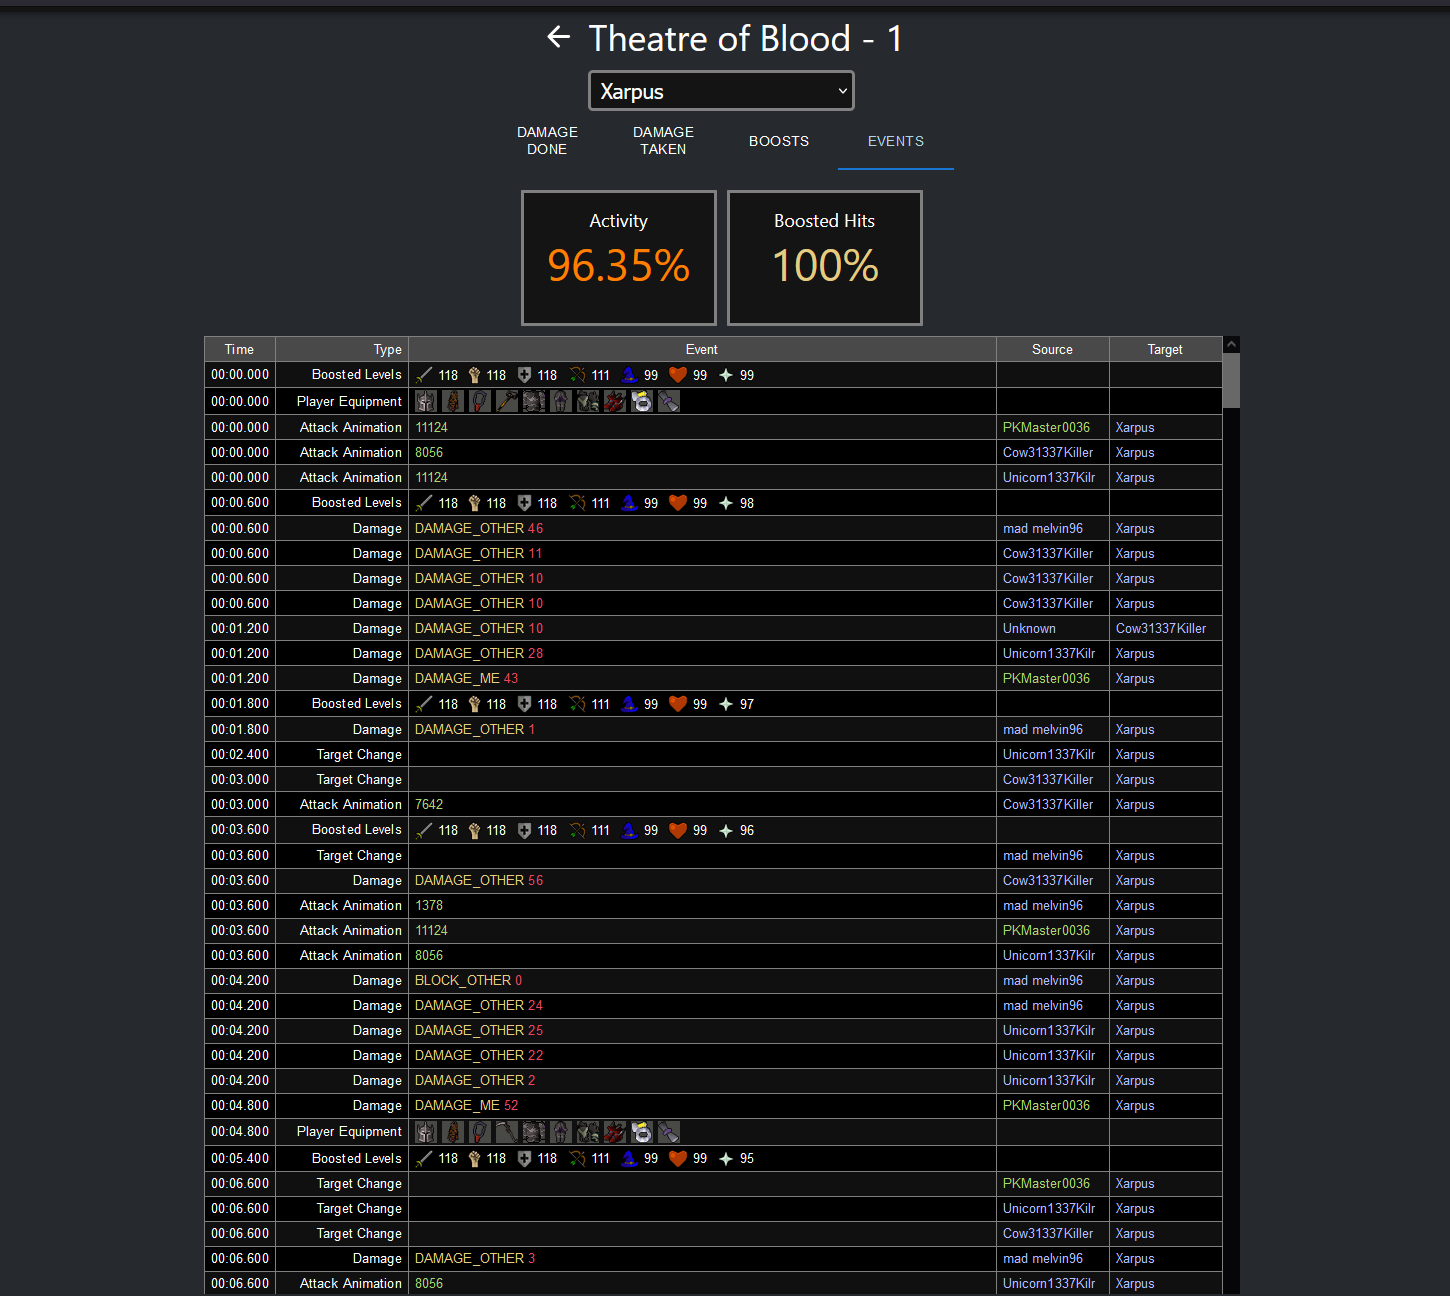 Theatre of Blood - 1
Xarpus
DAMAGE DONE
DAMAGE TAKEN
BOOSTS
EVENTS
Activity
96.35%
Boosted Hits
100%
Time Type Event Source Target
00:00.000 Boosted Levels 118 118 118 111 99 99 99
00:00.000 Player Equipment
00:00.000 Attack Animation 11124 PKMaster0036 Xarpus
00:00.000 Attack Animation 8056 Cow31337Killer Xarpus
00:00.000 Attack Animation 11124 Unicorn1337Kilr Xarpus
00:00.600 Boosted Levels 118 118 118 111 99 99 98
00:00.600 Damage DAMAGE_OTHER 46 mad melvin96 Xarpus
00:00.600 Damage DAMAGE_OTHER 11 Cow31337Killer Xarpus
00:00.600 Damage DAMAGE_OTHER 10 Cow31337Killer Xarpus
00:00.600 Damage DAMAGE_OTHER 10 Cow31337Killer Xarpus
00:01.200 Damage DAMAGE_OTHER 10 Unknown Cow31337Killer
00:01.200 Damage DAMAGE_OTHER 28 Unicorn1337Kilr Xarpus
00:01.200 Damage DAMAGE_ME 43 PKMaster0036 Xarpus
00:01.800 Boosted Levels 118 118 118 111 99 99 97
00:01.800 Damage DAMAGE_OTHER 1 mad melvin96 Xarpus
00:02.400 Target Change Unicorn1337Kilr Xarpus
00:03.000 Target Change Cow31337Killer Xarpus
00:03.000 Attack Animation 7642 Cow31337Killer Xarpus
00:03.600 Boosted Levels 118 118 118 111 99 99 96
00:03.600 Target Change mad melvin96 Xarpus
00:03.600 Damage DAMAGE_OTHER 56 Cow31337Killer Xarpus
00:03.600 Attack Animation 1378 mad melvin96 Xarpus
00:03.600 Attack Animation 11124 PKMaster0036 Xarpus
00:03.600 Attack Animation 8056 Unicorn1337Kilr Xarpus
00:04.200 Damage BLOCK_OTHER 0 mad melvin96 Xarpus
00:04.200 Damage DAMAGE_OTHER 24 mad melvin96 Xarpus
00:04.200 Damage DAMAGE_OTHER 25 Unicorn1337Kilr Xarpus
00:04.200 Damage DAMAGE_OTHER 22 Unicorn1337Kilr Xarpus
00:04.200 Damage DAMAGE_OTHER 2 Unicorn1337Kilr Xarpus
00:04.800 Damage DAMAGE_ME 52 PKMaster0036 Xarpus
00:04.800 Player Equipment
00:05.400 Boosted Levels 118 118 118 111 99 99 95
00:06.600 Target Change PKMaster0036 Xarpus
00:06.600 Target Change Unicorn1337Kilr Xarpus
00:06.600 Target Change Cow31337Killer Xarpus
00:06.600 Damage DAMAGE_OTHER 3 mad melvin96 Xarpus
00:06.600 Attack Animation 8056 Unicorn1337Kilr Xarpus